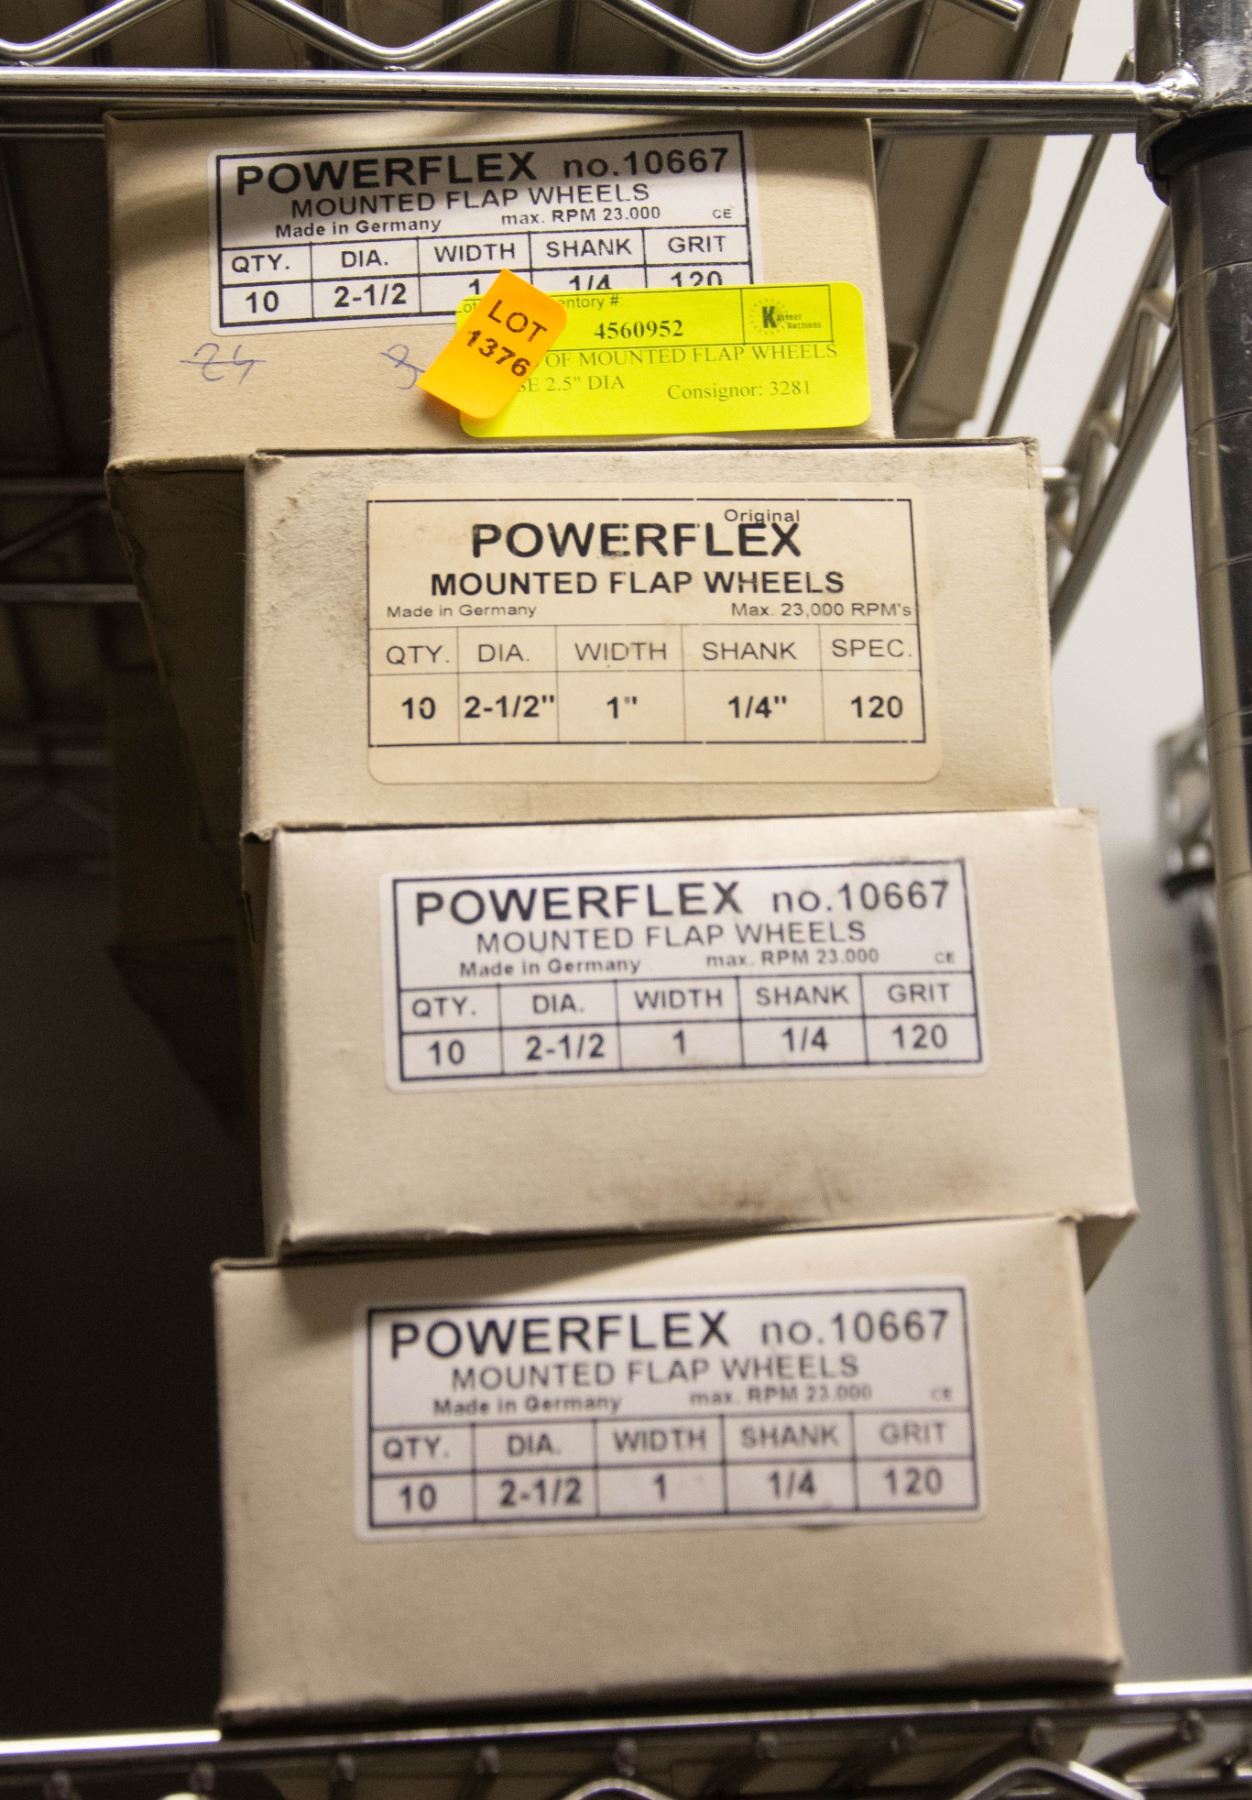 POWERFLEX no.10667
MOUNTED FLAP WHEELS
Made in Germany max. RPM 23.000 CE
QTY. DIA. WIDTH SHANK GRIT
10 2-1/2 1 1/4 120
24 3
LOT
1376
4560952
Kastner
Auctions
OF MOUNTED FLAP WHEELS
2.5" DIA Consignor: 3281
Original
POWERFLEX
MOUNTED FLAP WHEELS
Made in Germany Max. 23,000 RPM's
QTY. DIA. WIDTH SHANK SPEC.
10 2-1/2" 1" 1/4" 120
POWERFLEX no.10667
MOUNTED FLAP WHEELS
Made in Germany max. RPM 23.000 CE
QTY. DIA. WIDTH SHANK GRIT
10 2-1/2 1 1/4 120
POWERFLEX no.10667
MOUNTED FLAP WHEELS
Made in Germany max. RPM 23.000 CE
QTY. DIA. WIDTH SHANK GRIT
10 2-1/2 1 1/4 120